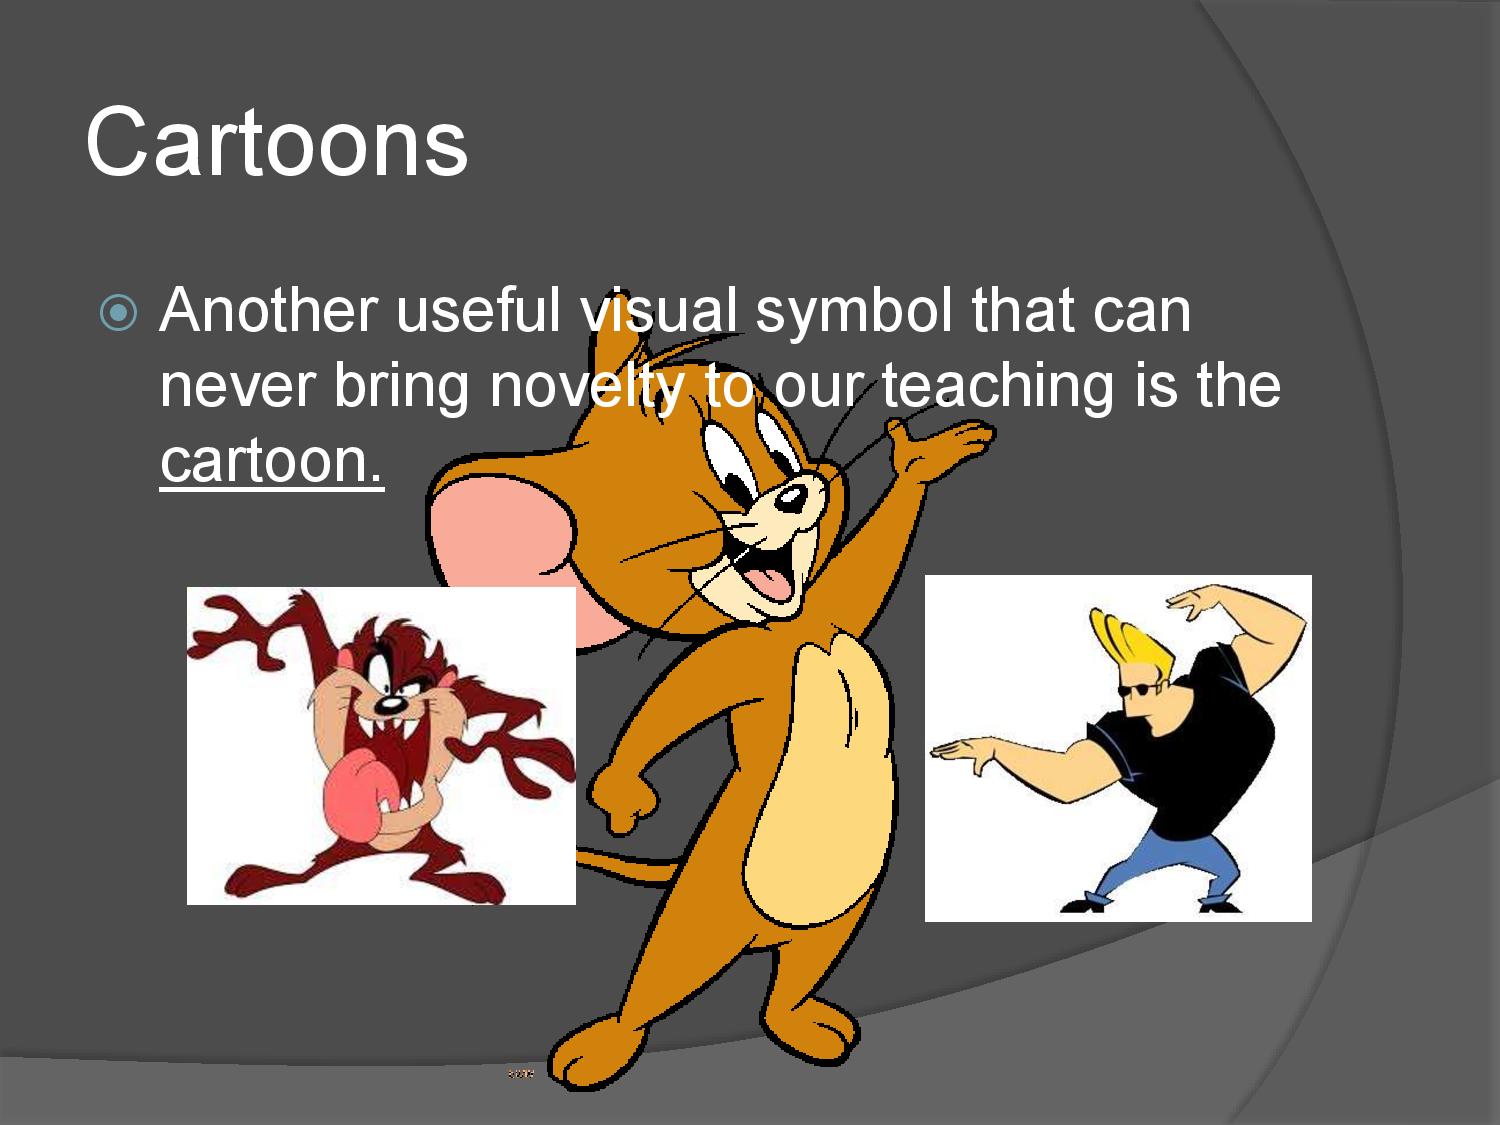 Cartoons
Another useful visual symbol that can
never bring novelty to our teaching is the
cartoon.